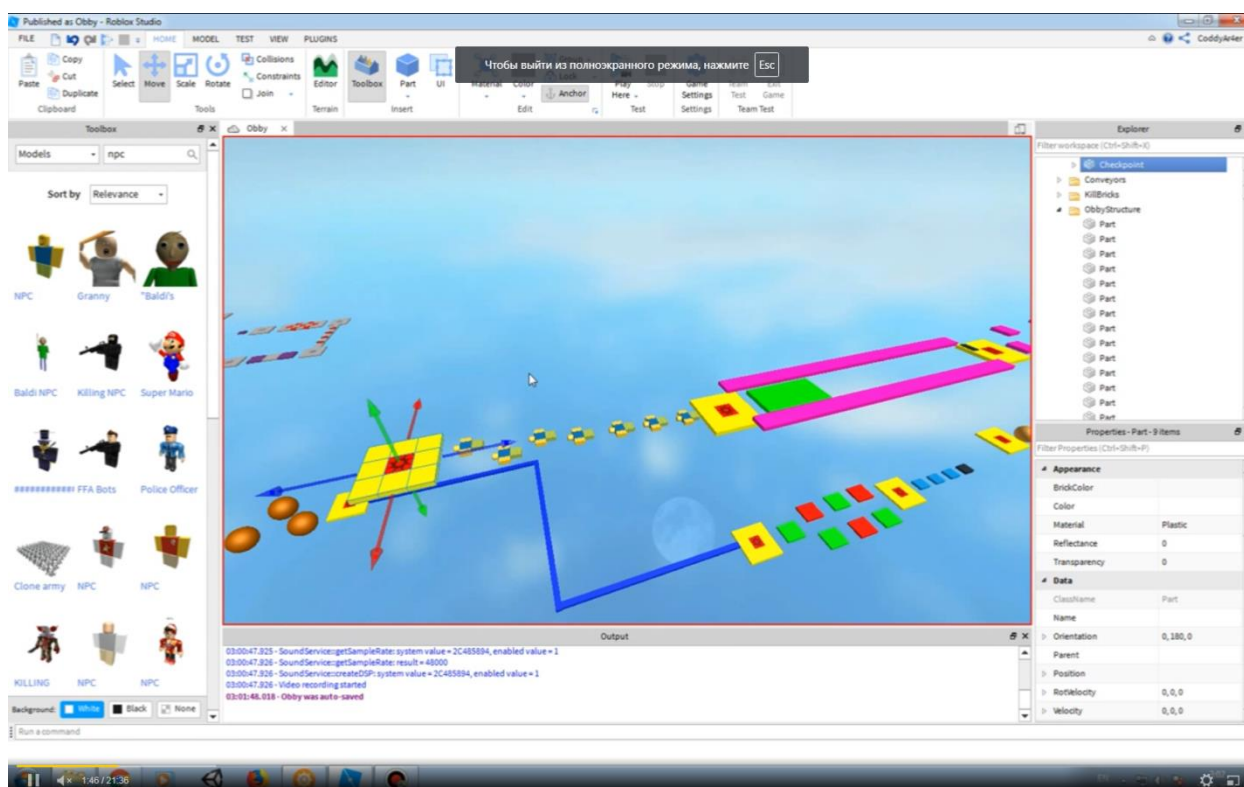 Published as Obby - Roblox Studio
FILE HOME MODEL TEST VIEW PLUGINS
CoddyAr4er
Чтобы выйти из полноэкранного режима, нажмите Esc
Paste Copy Cut Duplicate
Select Move Scale Rotate
Collisions
Constraints
Join
Editor Toolbox Part UI
Material Color
Anchor
Play Here
Stop
Game Settings
Team Test
Exit Game
Clipboard Tools Terrain Insert Edit Test Settings Team Test
Toolbox
Models npc
Sort by Relevance
NPC Granny "Baldi's
Baldi NPC Killing NPC Super Mario
########### FFA Bots Police Officer
Clone army NPC NPC
KILLING NPC NPC
Background: White Black None
Obby
Output
03:00:47.925 - SoundService::getSampleRate: system value = 2C485894, enabled value = 1
03:00:47.926 - SoundService::getSampleRate: result = 48000
03:00:47.926 - SoundService::createDSP: system value = 2C485894, enabled value = 1
03:00:47.926 - Video recording started
03:01:48.018 - Obby was auto-saved
Run a command
Explorer
Filter workspace (Ctrl+Shift+X)
Checkpoint
Conveyors
KillBricks
ObbyStructure
Part
Part
Part
Part
Part
Part
Part
Part
Part
Part
Part
Part
Part
Part
Properties - Part - 9 items
Filter Properties (Ctrl+Shift+P)
Appearance
BrickColor
Color
Material Plastic
Reflectance 0
Transparency 0
Data
ClassName Part
Name
Orientation 0,180,0
Parent
Position
RotVelocity 0,0,0
Velocity 0,0,0
1:46 / 21:36
EN